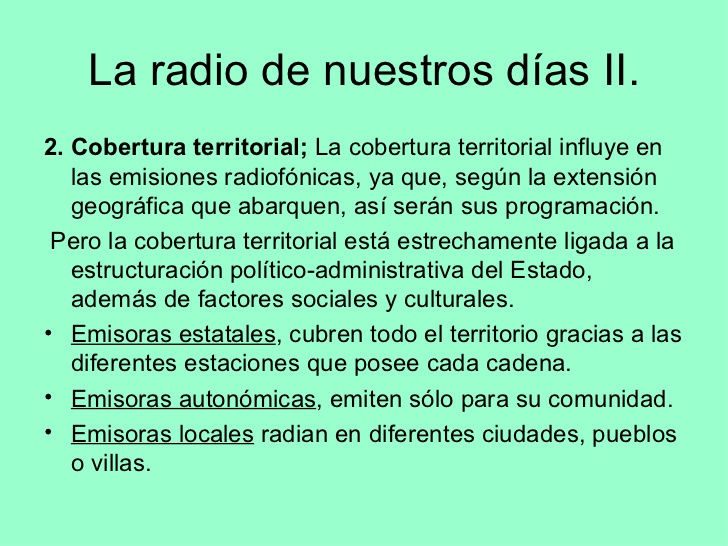 La radio de nuestros días II.
2. Cobertura territorial; La cobertura territorial influye en
las emisiones radiofónicas, ya que, según la extensión
geográfica que abarquen, así serán sus programación.
Pero la cobertura territorial está estrechamente ligada a la
estructuración político-administrativa del Estado,
además de factores sociales y culturales.
• Emisoras estatales, cubren todo el territorio gracias a las
diferentes estaciones que posee cada cadena.
• Emisoras autonómicas, emiten sólo para su comunidad.
• Emisoras locales radian en diferentes ciudades, pueblos
o villas.